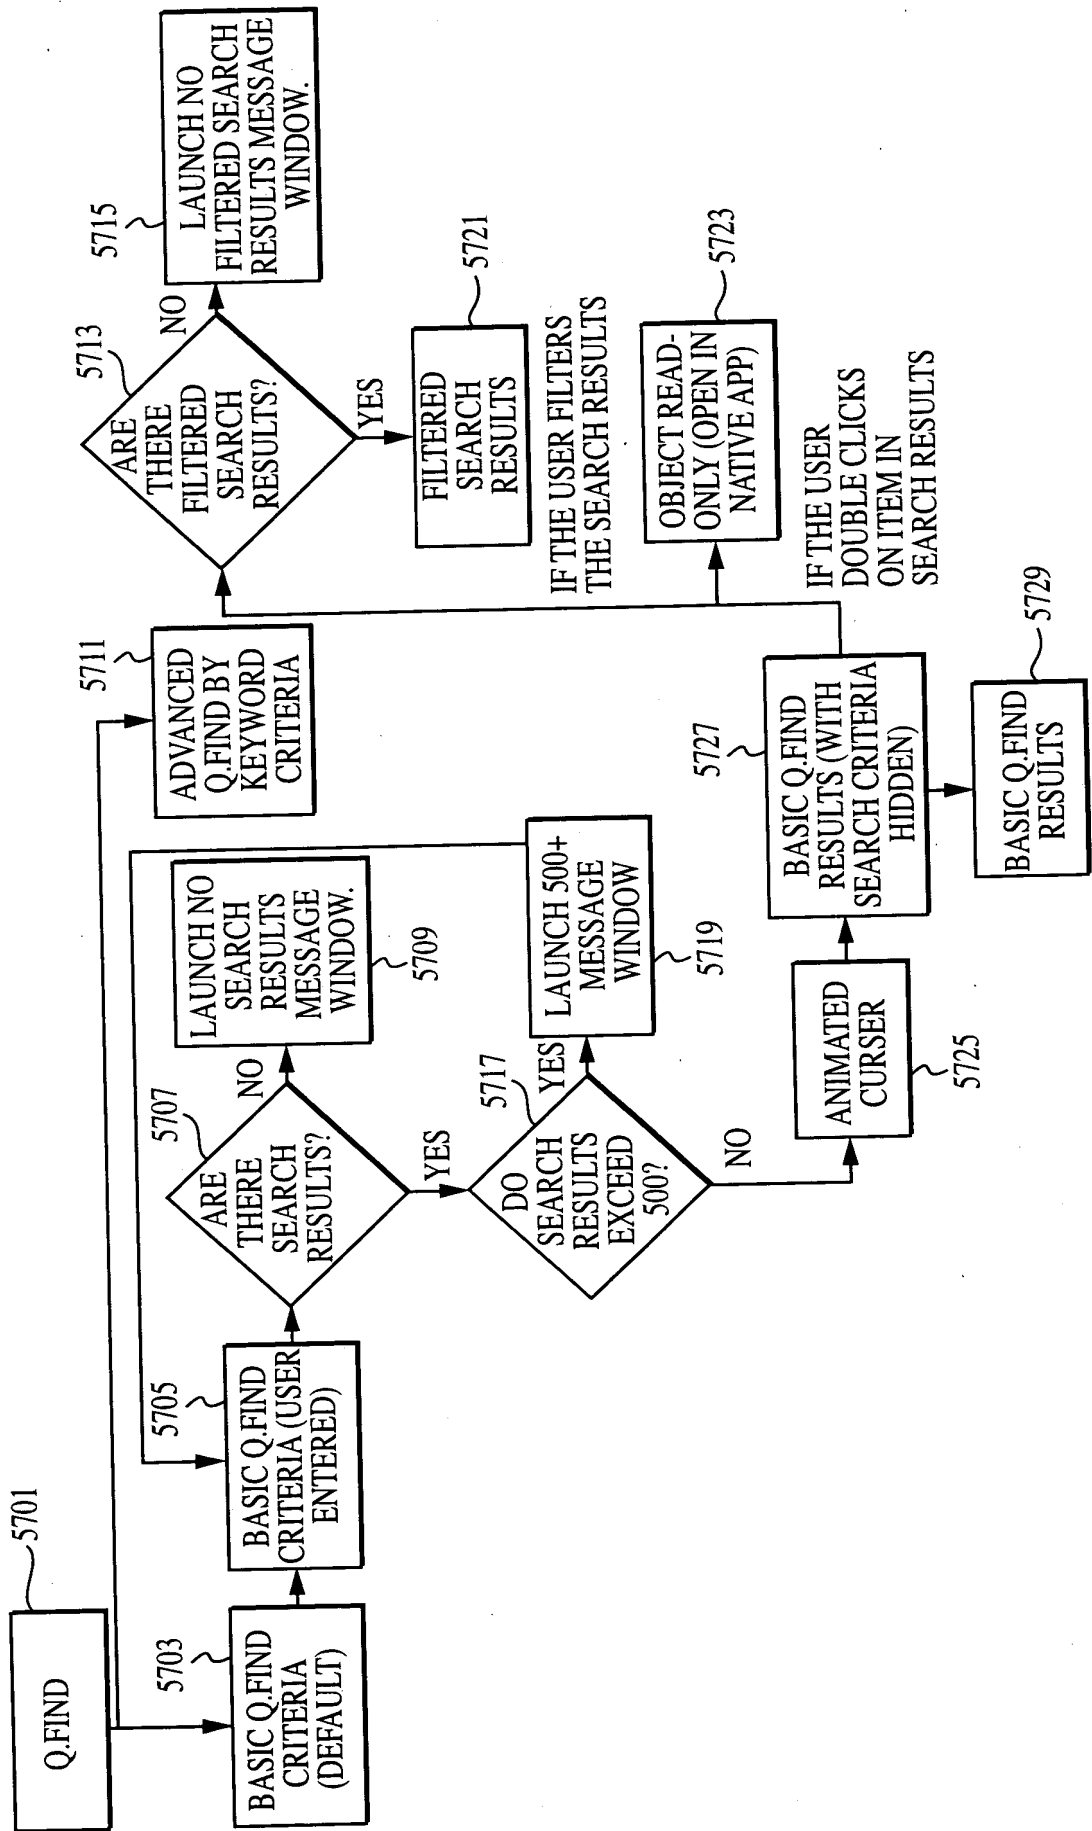 Q.FIND
5701
BASIC Q.FIND
CRITERIA
(DEFAULT)
5703
BASIC Q.FIND
CRITERIA (USER
ENTERED)
5705
ARE
THERE
SEARCH
RESULTS?
5707
NO
YES
LAUNCH NO
SEARCH
RESULTS
MESSAGE
WINDOW.
5709
ADVANCED
Q.FIND BY
KEYWORD
CRITERIA
5711
ARE
THERE
FILTERED
SEARCH
RESULTS?
5713
NO
YES
LAUNCH NO
FILTERED SEARCH
RESULTS MESSAGE
WINDOW.
5715
DO
SEARCH
RESULTS
EXCEED
500?
5717
YES
NO
LAUNCH 500+
MESSAGE
WINDOW
5719
FILTERED
SEARCH
RESULTS
5721
IF THE USER FILTERS
THE SEARCH RESULTS
OBJECT READ-
ONLY (OPEN IN
NATIVE APP)
5723
IF THE USER
DOUBLE CLICKS
ON ITEM IN
SEARCH RESULTS
ANIMATED
CURSER
5725
BASIC Q.FIND
RESULTS (WITH
SEARCH CRITERIA
HIDDEN)
5727
BASIC Q.FIND
RESULTS
5729